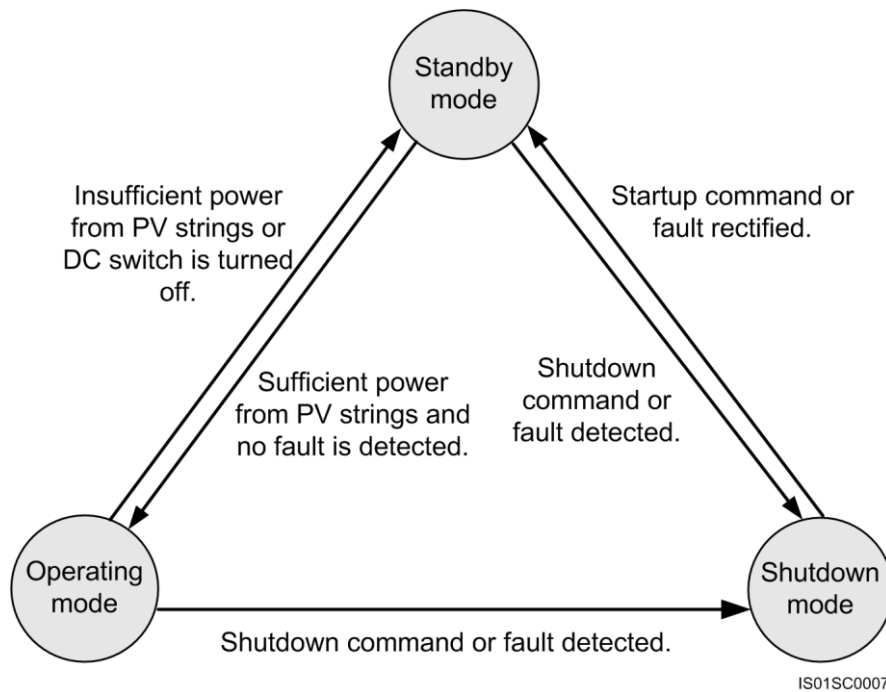 Standby
mode
Insufficient power
from PV strings or
DC switch is turned
off.
Startup command or
fault rectified.
Sufficient power
from PV strings and
no fault is detected.
Shutdown
command or
fault detected.
Operating
mode
Shutdown
mode
Shutdown command or fault detected.
IS01SC0007